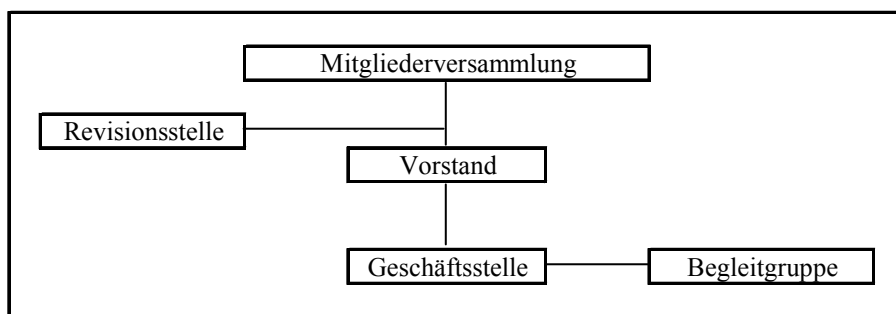 Mitgliederversammlung
Revisionsstelle
Vorstand
Geschäftsstelle
Begleitgruppe